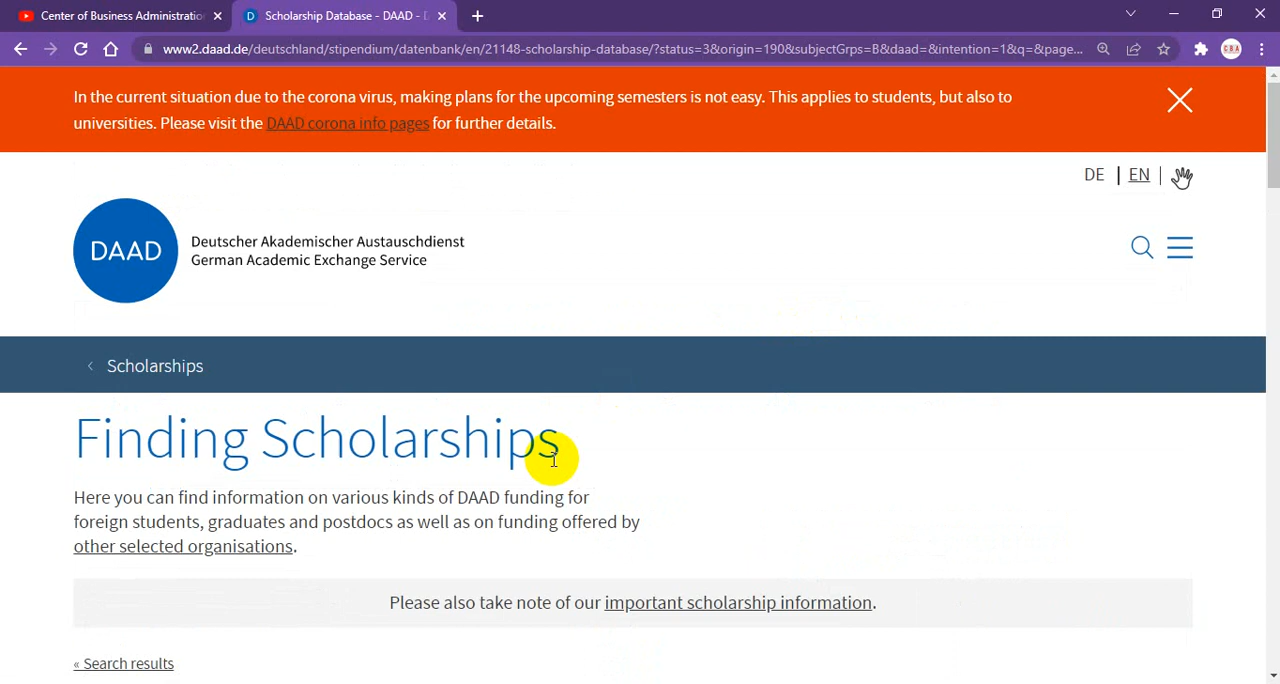 Center of Business Administration
Scholarship Database - DAAD - D
www2.daad.de/deutschland/stipendium/datenbank/en/21148-scholarship-database/?status=3&origin=190&subjectGrps=B&daad=&intention=1&q=&page...
CBA
In the current situation due to the corona virus, making plans for the upcoming semesters is not easy. This applies to students, but also to
universities. Please visit the DAAD corona info pages for further details.
DE | EN |
DAAD
Deutscher Akademischer Austauschdienst
German Academic Exchange Service
Scholarships
Finding Scholarships
Here you can find information on various kinds of DAAD funding for
foreign students, graduates and postdocs as well as on funding offered by
other selected organisations.
Please also take note of our important scholarship information.
« Search results